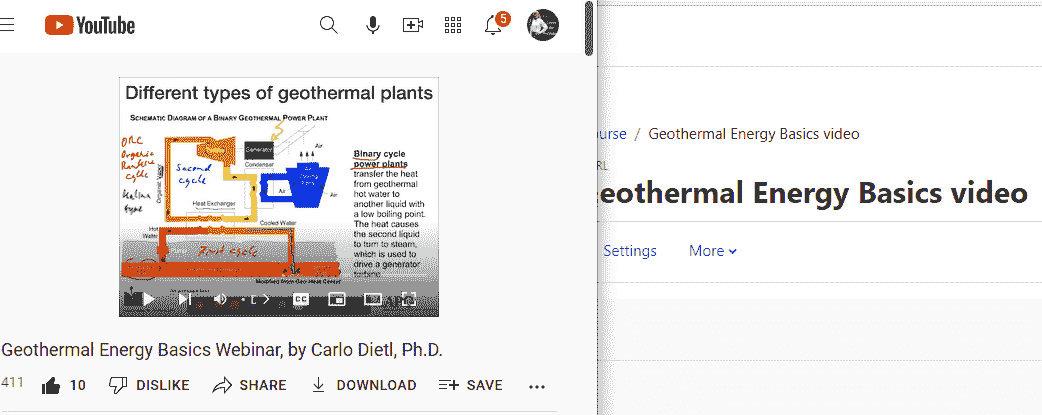 YouTube
5
Different types of geothermal plants
SCHEMATIC DIAGRAM OF A BINARY GEOTHERMAL POWER PLANT
ORC
Organic
Rankine
cycle
Kalina
type
Second
cycle
Organic Vapor
Generator
Condenser
Air
Air
Air
Heat Exchanger
Cooled Water
Hot
Water
First cycle
Binary cycle
power plants
transfer the heat
from geothermal
hot water to
another liquid with
a low boiling point.
The heat causes
the second liquid
to turn to steam,
which is used to
drive a generator
turbine
Modified from Geo-Heat Center
CC
Geothermal Energy Basics Webinar, by Carlo Dietl, Ph.D.
411
10 DISLIKE SHARE DOWNLOAD SAVE
urse / Geothermal Energy Basics video
RL
eothermal Energy Basics video
Settings More